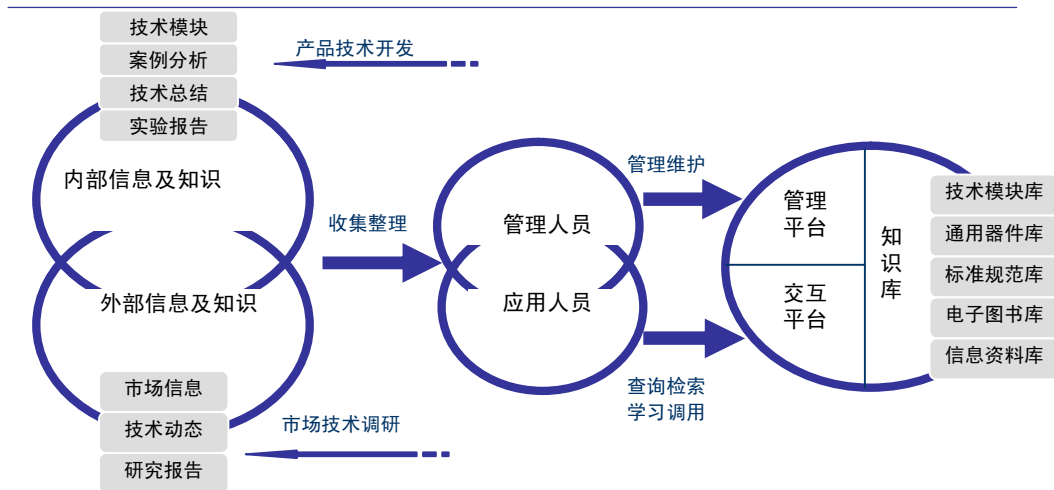 技术模块
案例分析
技术总结
实验报告
产品技术开发
内部信息及知识
外部信息及知识
市场信息
技术动态
研究报告
市场技术调研
收集整理
管理人员
应用人员
管理维护
查询检索
学习调用
管理
平台
交互
平台
知
识
库
技术模块库
通用器件库
标准规范库
电子图书库
信息资料库